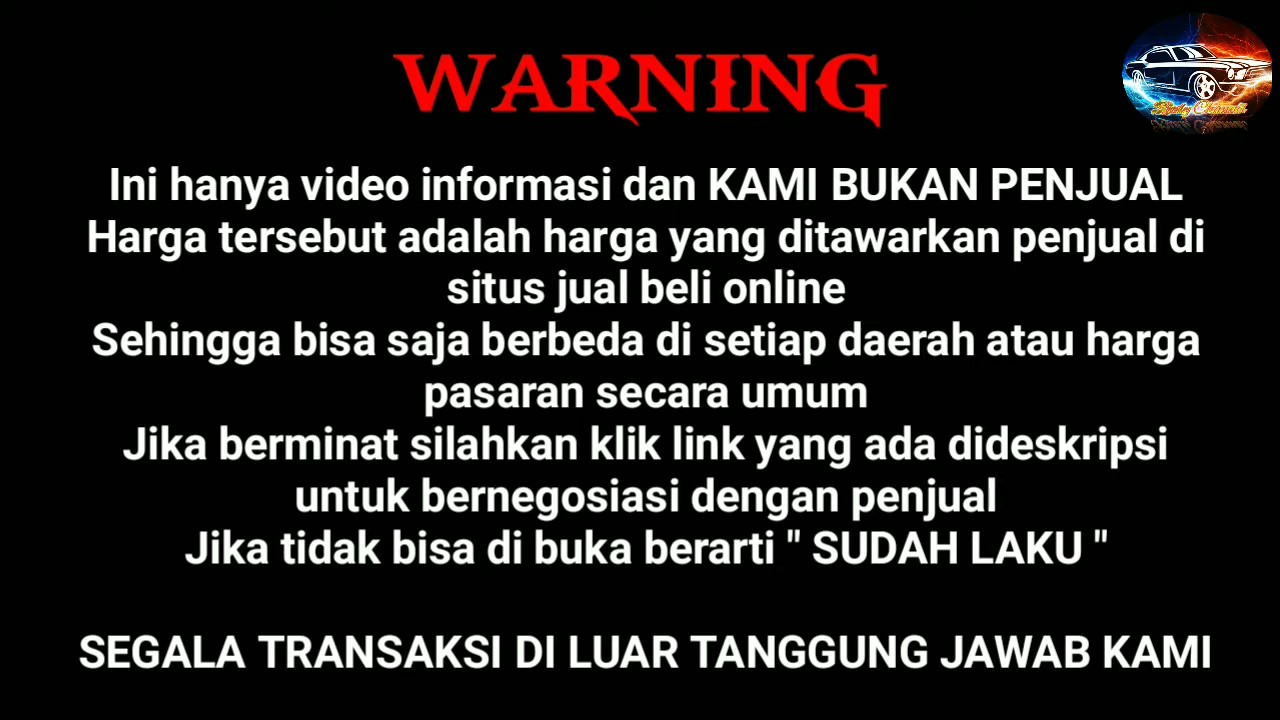 WARNING
Ini hanya video informasi dan KAMI BUKAN PENJUAL
Harga tersebut adalah harga yang ditawarkan penjual di
situs jual beli online
Sehingga bisa saja berbeda di setiap daerah atau harga
pasaran secara umum
Jika berminat silahkan klik link yang ada dideskripsi
untuk bernegosiasi dengan penjual
Jika tidak bisa di buka berarti " SUDAH LAKU "
SEGALA TRANSAKSI DI LUAR TANGGUNG JAWAB KAMI